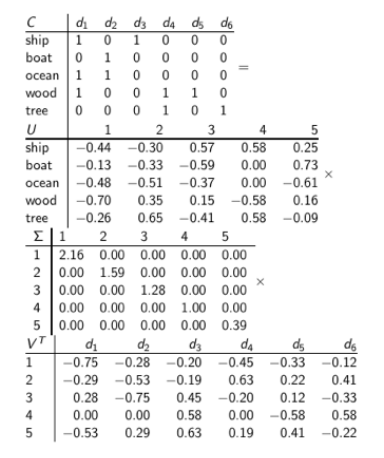 C d1 d2 d3 d4 d5 d6
ship 1 0 1 0 0 0
boat 0 1 0 0 0 0
ocean 1 1 0 0 0 0 =
wood 1 0 0 1 1 0
tree 0 0 0 1 0 1
U 1 2 3 4 5
ship −0.44 −0.30 0.57 0.58 0.25
boat −0.13 −0.33 −0.59 0.00 0.73
ocean −0.48 −0.51 −0.37 0.00 −0.61 ×
wood −0.70 0.35 0.15 −0.58 0.16
tree −0.26 0.65 −0.41 0.58 −0.09
Σ 1 2 3 4 5
1 2.16 0.00 0.00 0.00 0.00
2 0.00 1.59 0.00 0.00 0.00
3 0.00 0.00 1.28 0.00 0.00 ×
4 0.00 0.00 0.00 1.00 0.00
5 0.00 0.00 0.00 0.00 0.39
VT d1 d2 d3 d4 d5 d6
1 −0.75 −0.28 −0.20 −0.45 −0.33 −0.12
2 −0.29 −0.53 −0.19 0.63 0.22 0.41
3 0.28 −0.75 0.45 −0.20 0.12 −0.33
4 0.00 0.00 0.58 0.00 −0.58 0.58
5 −0.53 0.29 0.63 0.19 0.41 −0.22